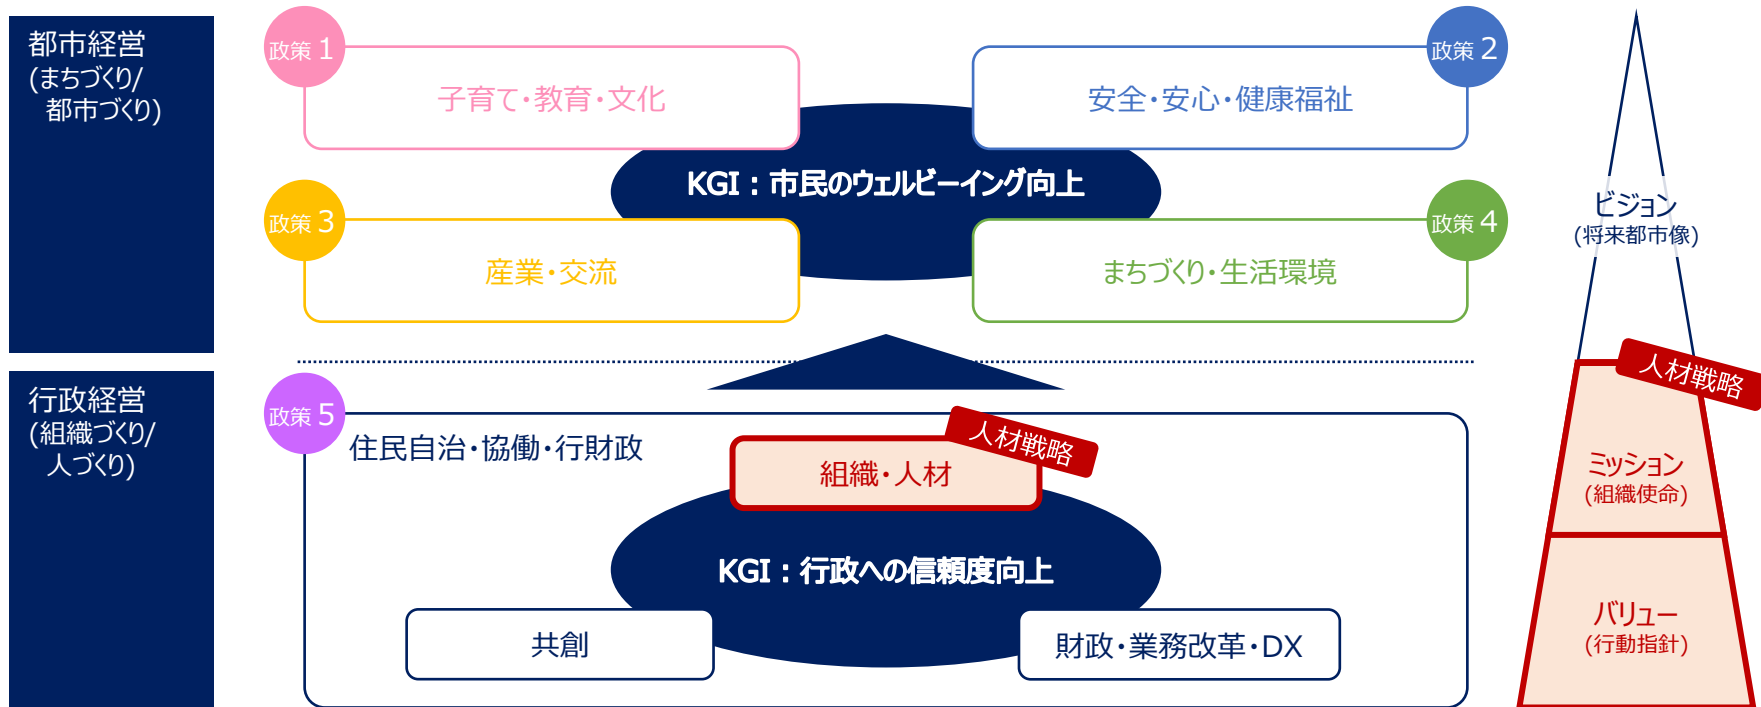 都市経営
(まちづくり/
都市づくり)
政策 1
子育て・教育・文化
政策 2
安全・安心・健康福祉
KGI：市民のウェルビーイング向上
政策 3
産業・交流
政策 4
まちづくり・生活環境
ビジョン
(将来都市像)
行政経営
(組織づくり/
人づくり)
政策 5
住民自治・協働・行財政
人材戦略
組織・人材
KGI：行政への信頼度向上
共創
財政・業務改革・DX
人材戦略
ミッション
(組織使命)
バリュー
(行動指針)